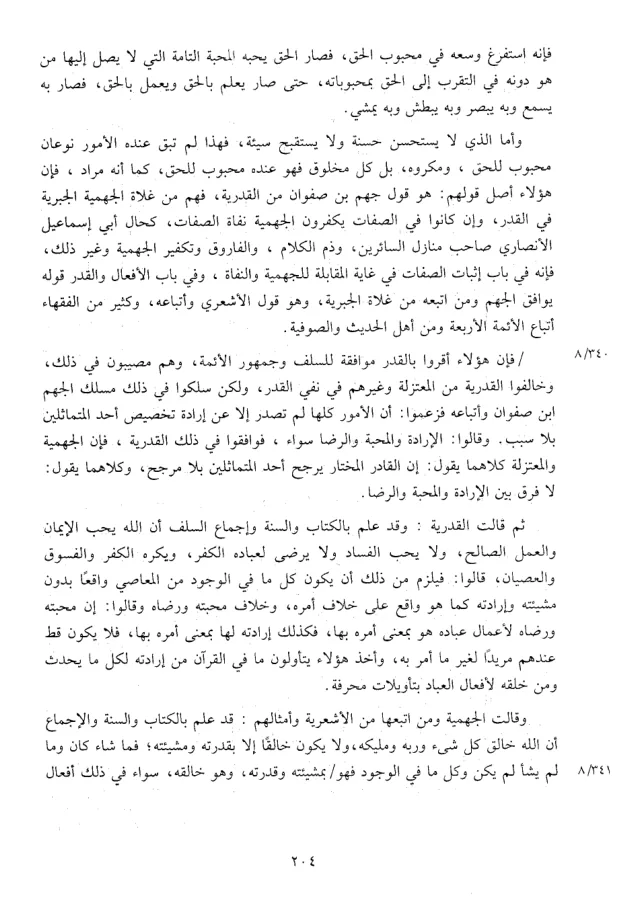 فإنه استفرغ وسعه في محبوب الحق، فصار الحق يحبه المحبة التامة التي لا يصل إليها من
هو دونه في التقرب إلى الحق بمحبوباته، حتى صار يعلم بالحق ويعمل بالحق، فصار به
يسمع وبه يبصر وبه يبطش وبه يمشي.
وأما الذي لا يستحسن حسنة ولا يستقبح سيئة، فهذا لم تبق عنده الأمور نوعان
محبوب للحق ، ومكروه، بل كل مخلوق فهو عنده محبوب للحق، كما أنه مراد ، فإن
هؤلاء أصل قولهم: هو قول جهم بن صفوان من القدرية، فهم من غلاة الجهمية الجبرية
في القدر، وإن كانوا في الصفات يكفرون الجهمية نفاة الصفات، كحال أبي إسماعيل
الأنصاري صاحب منازل السائرين، وذم الكلام ، والفاروق وتكفير الجهمية وغير ذلك،
فإنه في باب إثبات الصفات في غاية المقابلة للجهمية والنفاة ، وفي باب الأفعال والقدر قوله
يوافق الجهم ومن اتبعه من غلاة الجبرية، وهو قول الأشعري وأتباعه، وكثير من الفقهاء
أتباع الأئمة الأربعة ومن أهل الحديث والصوفية.
٨/٣٤٠ / فإن هؤلاء أقروا بالقدر موافقة للسلف وجمهور الأئمة، وهم مصيبون في ذلك،
وخالفوا القدرية من المعتزلة وغيرهم في نفي القدر، ولكن سلكوا في ذلك مسلك الجهم
ابن صفوان وأتباعه فزعموا: أن الأمور كلها لم تصدر إلا عن إرادة تخصيص أحد المتماثلين
بلا سبب. وقالوا: الإرادة والمحبة والرضا سواء ، فوافقوا في ذلك القدرية ، فإن الجهمية
والمعتزلة كلاهما يقول: إن القادر المختار يرجح أحد المتماثلين بلا مرجح، وكلاهما يقول:
لا فرق بين الإرادة والمحبة والرضا.
ثم قالت القدرية : وقد علم بالكتاب والسنة وإجماع السلف أن الله يحب الإيمان
والعمل الصالح، ولا يحب الفساد ولا يرضى لعباده الكفر، ويكره الكفر والفسوق
والعصيان، قالوا: فيلزم من ذلك أن يكون كل ما في الوجود من المعاصي واقعًا بدون
مشيئته وإرادته كما هو واقع على خلاف أمره، وخلاف محبته ورضاه وقالوا: إن محبته
ورضاه لأعمال عباده هو بمعنى أمره بها، فكذلك إرادته لها بمعنى أمره بها، فلا يكون قط
عندهم مريدًا لغير ما أمر به، وأخذ هؤلاء يتأولون ما في القرآن من إرادته لكل ما يحدث
ومن خلقه لأفعال العباد بتأويلات محرفة.
وقالت الجهمية ومن اتبعها من الأشعرية وأمثالهم : قد علم بالكتاب والسنة والإجماع
أن الله خالق كل شىء وربه ومليكه، ولا يكون خالقًا إلا بقدرته ومشيئته؛ فما شاء كان وما
٨/٣٤١ لم يشأ لم يكن وكل ما في الوجود فهو/ بمشيئته وقدرته، وهو خالقه، سواء في ذلك أفعال
٢٠٤